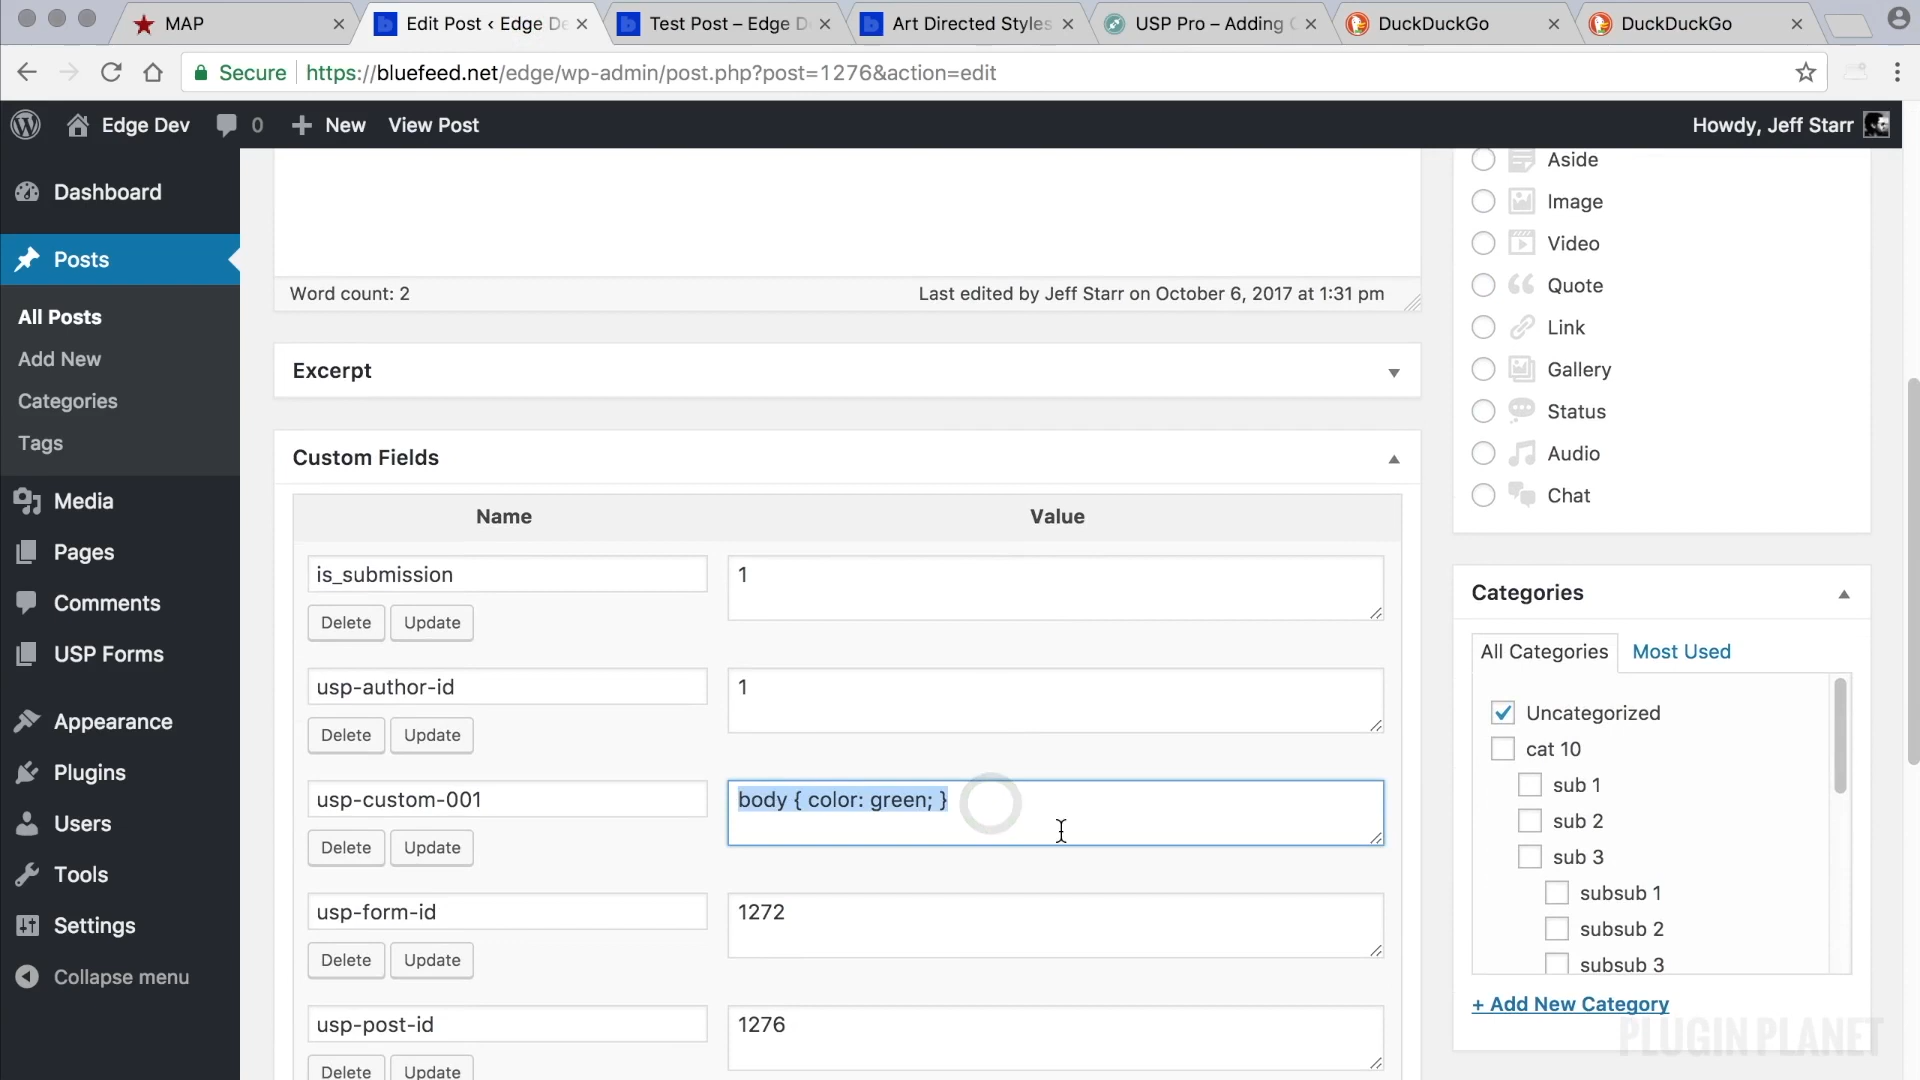 MAP
Edit Post ‹ Edge De
Test Post – Edge D
Art Directed Styles
USP Pro – Adding C
DuckDuckGo
DuckDuckGo
Secure
https://bluefeed.net/edge/wp-admin/post.php?post=1276&action=edit
Edge Dev
0
New
View Post
Howdy, Jeff Starr
Dashboard
Posts
All Posts
Add New
Categories
Tags
Media
Pages
Comments
USP Forms
Appearance
Plugins
Users
Tools
Settings
Collapse menu
Word count: 2
Last edited by Jeff Starr on October 6, 2017 at 1:31 pm
Excerpt
Custom Fields
Name
Value
is_submission
1
Delete
Update
usp-author-id
1
Delete
Update
usp-custom-001
body { color: green; }
Delete
Update
usp-form-id
1272
Delete
Update
usp-post-id
1276
Delete
Update
Aside
Image
Video
Quote
Link
Gallery
Status
Audio
Chat
Categories
All Categories
Most Used
Uncategorized
cat 10
sub 1
sub 2
sub 3
subsub 1
subsub 2
subsub 3
+ Add New Category
PLUGIN PLANET